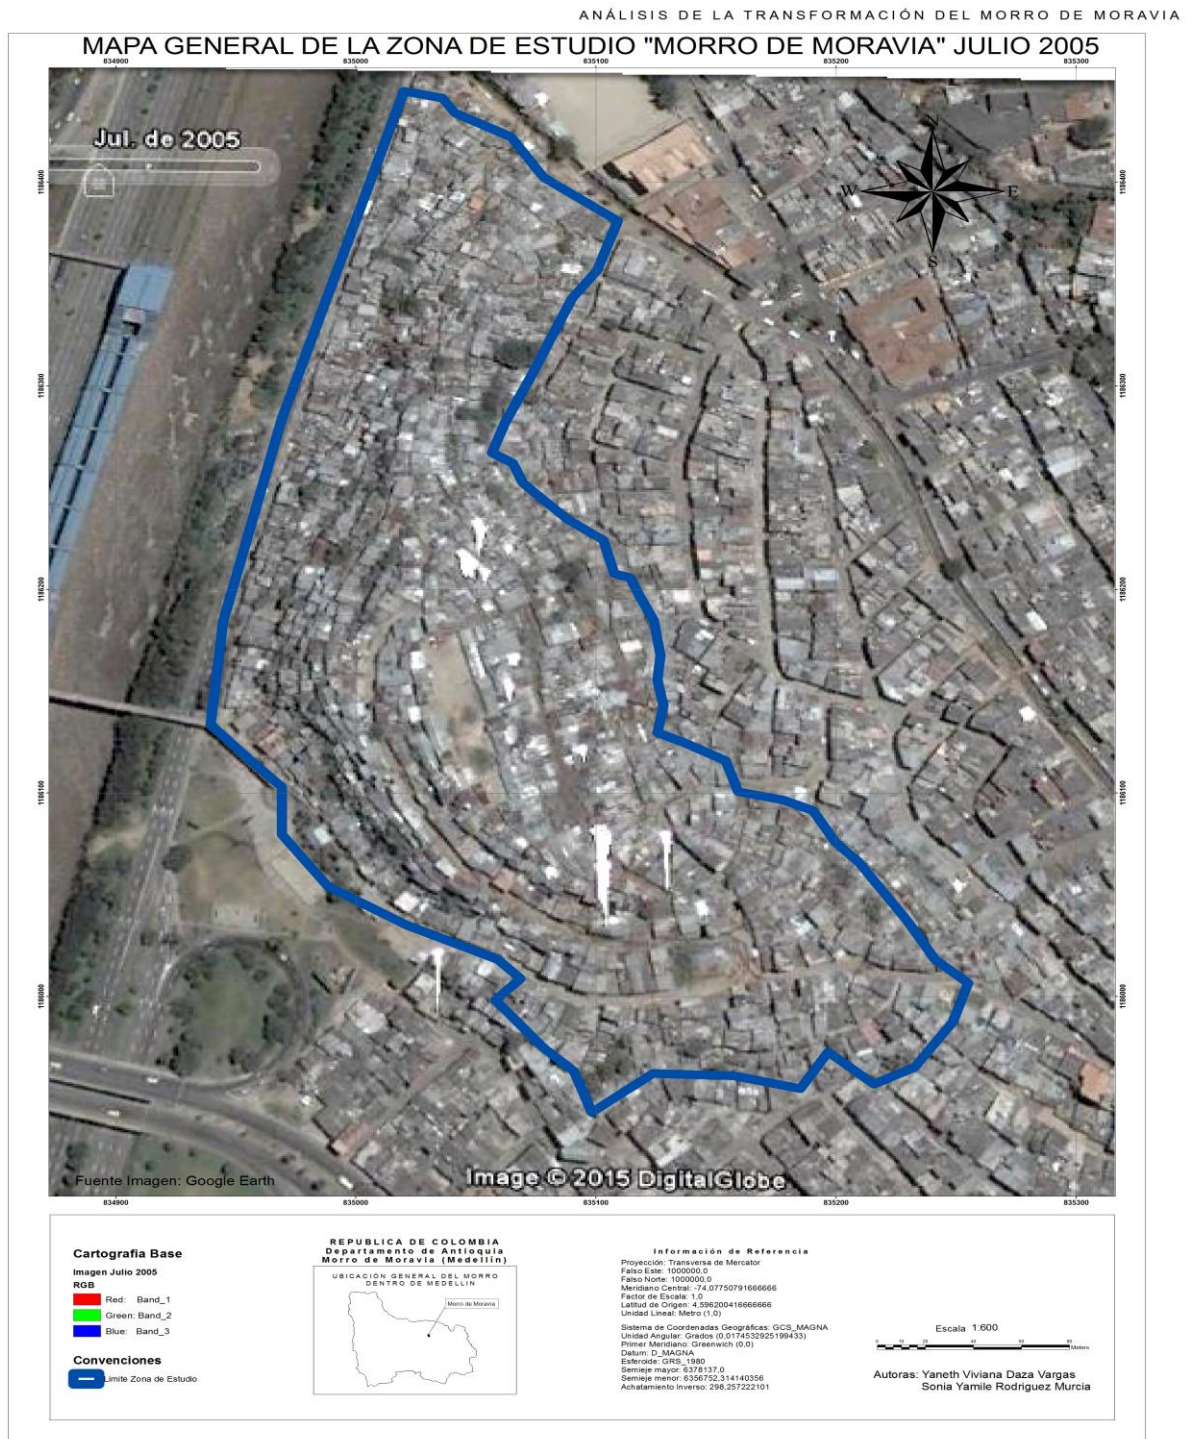 ANÁLISIS DE LA TRANSFORMACIÓN DEL MORRO DE MORAVIA
MAPA GENERAL DE LA ZONA DE ESTUDIO "MORRO DE MORAVIA" JULIO 2005
834900 835000 835100 835200 835300
Jul. de 2005
N
W E
S
1186400 1186400
1186300 1186300
1186200 1186200
1186100 1186100
1186000 1186000
Fuente Imagen: Google Earth
Image © 2015 DigitalGlobe
834900 835000 835100 835200 835300
Cartografia Base
Imagen Julio 2005
RGB
Red: Band_1
Green: Band_2
Blue: Band_3
Convenciones
Limite Zona de Estudio
REPUBLICA DE COLOMBIA
Departamento de Antioquia
Morro de Moravia (Medellín)
UBICACIÓN GENERAL DEL MORRO
DENTRO DE MEDELLIN
Morro de Moravia
Información de Referencia
Proyección: Transversa de Mercator
Falso Este: 1000000,0
Falso Norte: 1000000,0
Meridiano Central: -74,07750791666666
Factor de Escala: 1,0
Latitud de Origen: 4,596200416666666
Unidad Lineal: Metro (1,0)
Sistema de Coordenadas Geográficas: GCS_MAGNA
Unidad Angular: Grados (0,0174532925199433)
Primer Meridiano: Greenwich (0,0)
Datum: D_MAGNA
Esferoide: GRS_1980
Semieje mayor: 6378137,0
Semieje menor: 6356752,314140356
Achatamiento Inverso: 298,257222101
Escala 1:600
Meters
Autoras: Yaneth Viviana Daza Vargas
Sonia Yamile Rodriguez Murcia